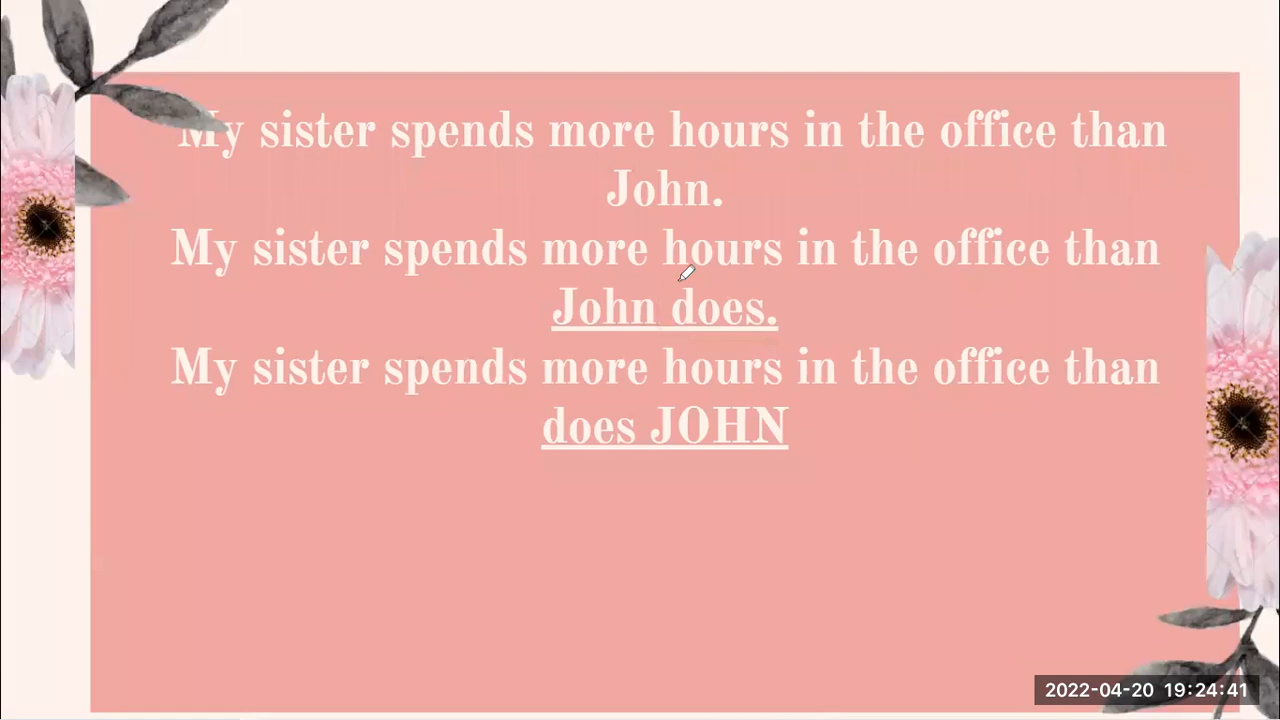 My sister spends more hours in the office than
John.
My sister spends more hours in the office than
John does.
My sister spends more hours in the office than
does JOHN
2022-04-20 19:24:41